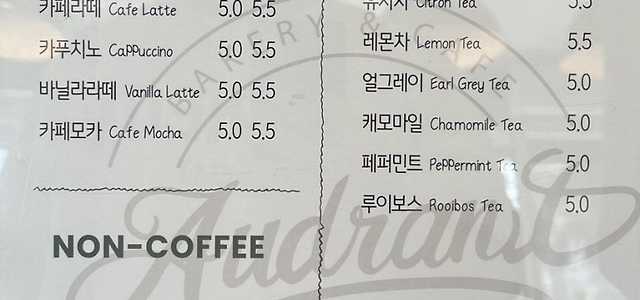 카페라떼 Cafe Latte 5.0 5.5
카푸치노 Cappuccino 5.0 5.5
바닐라라떼 Vanilla Latte 5.0 5.5
카페모카 Cafe Mocha 5.0 5.5
NON-COFFEE
유자차 Citron Tea 5.5
레몬차 Lemon Tea 5.5
얼그레이 Earl Grey Tea 5.0
캐모마일 Chamomile Tea 5.0
페퍼민트 Peppermint Tea 5.0
루이보스 Rooibos Tea 5.0
BAKERY & CAFE